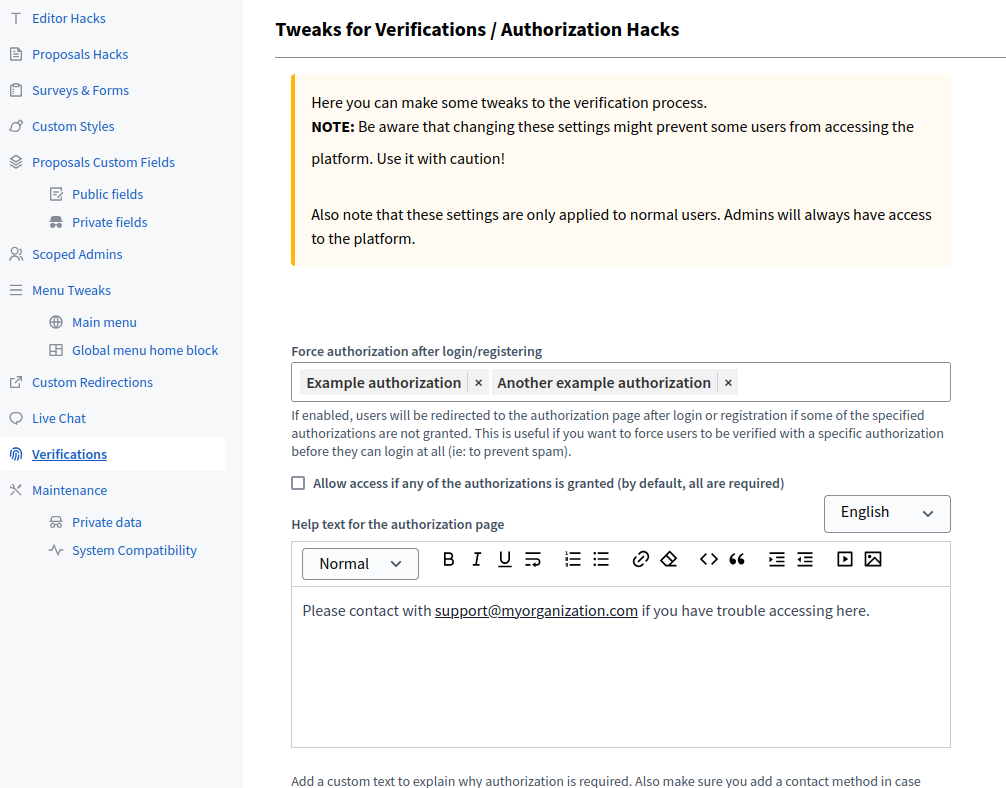 Editor Hacks
Proposals Hacks
Surveys & Forms
Custom Styles
Proposals Custom Fields
Public fields
Private fields
Scoped Admins
Menu Tweaks
Main menu
Global menu home block
Custom Redirections
Live Chat
Verifications
Maintenance
Private data
System Compatibility
Tweaks for Verifications / Authorization Hacks
Here you can make some tweaks to the verification process.
NOTE: Be aware that changing these settings might prevent some users from accessing the
platform. Use it with caution!
Also note that these settings are only applied to normal users. Admins will always have access
to the platform.
Force authorization after login/registering
Example authorization × Another example authorization ×
If enabled, users will be redirected to the authorization page after login or registration if some of the specified
authorizations are not granted. This is useful if you want to force users to be verified with a specific authorization
before they can login at all (ie: to prevent spam).
Allow access if any of the authorizations is granted (by default, all are required)
English
Help text for the authorization page
Normal B I U
Please contact with support@myorganization.com if you have trouble accessing here.
Add a custom text to explain why authorization is required. Also make sure you add a contact method in case